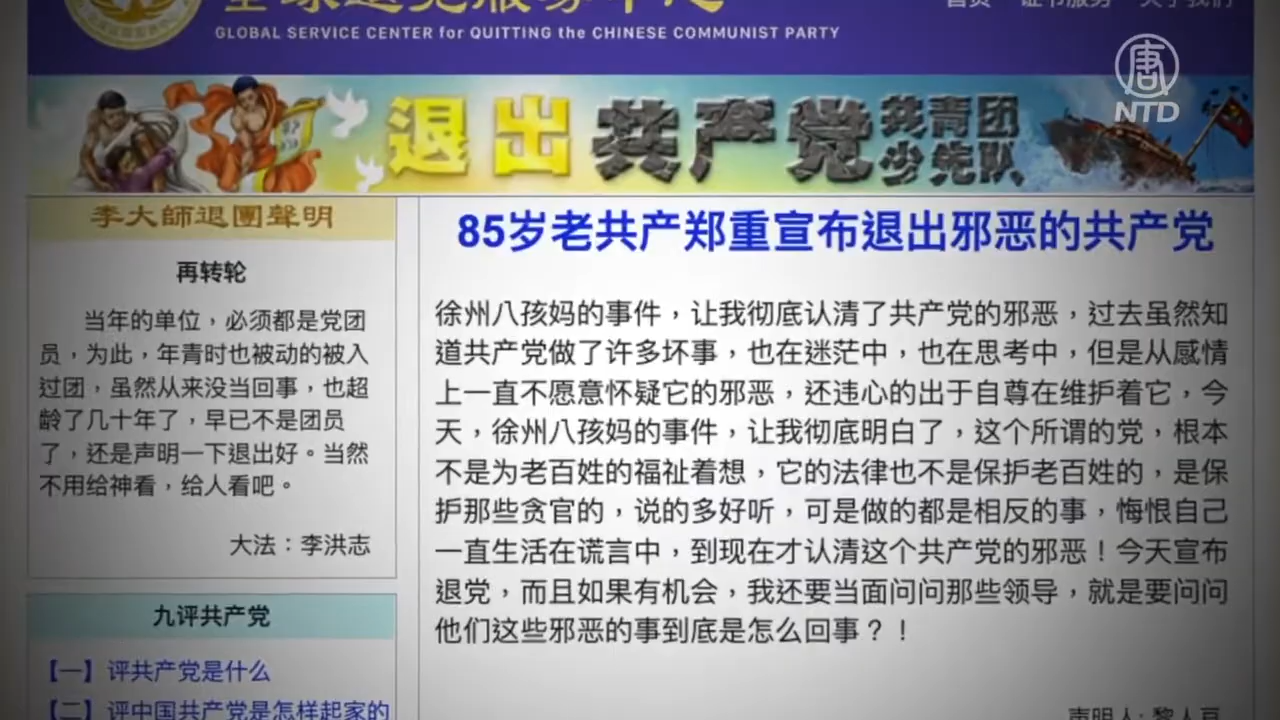 GLOBAL SERVICE CENTER for QUITTING the CHINESE COMMUNIST PARTY
唐
NTD
退出共产党
共青团
少先队
李大師退團聲明
再转轮
当年的单位，必须都是党团
员，为此，年青时也被动的被入
过团，虽然从来没当回事，也超
龄了几十年了，早已不是团员
了，还是声明一下退出好。当然
不用给神看，给人看吧。
大法：李洪志
九评共产党
【一】评共产党是什么
【二】评中国共产党是怎样起家的
85岁老共产郑重宣布退出邪恶的共产党
徐州八孩妈的事件，让我彻底认清了共产党的邪恶，过去虽然知
道共产党做了许多坏事，也在迷茫中，也在思考中，但是从感情
上一直不愿意怀疑它的邪恶，还违心的出于自尊在维护着它，今
天，徐州八孩妈的事件，让我彻底明白了，这个所谓的党，根本
不是为老百姓的福祉着想，它的法律也不是保护老百姓的，是保
护那些贪官的，说的多好听，可是做的都是相反的事，悔恨自己
一直生活在谎言中，到现在才认清这个共产党的邪恶！今天宣布
退党，而且如果有机会，我还要当面问问那些领导，就是要问问
他们这些邪恶的事到底是怎么回事？！